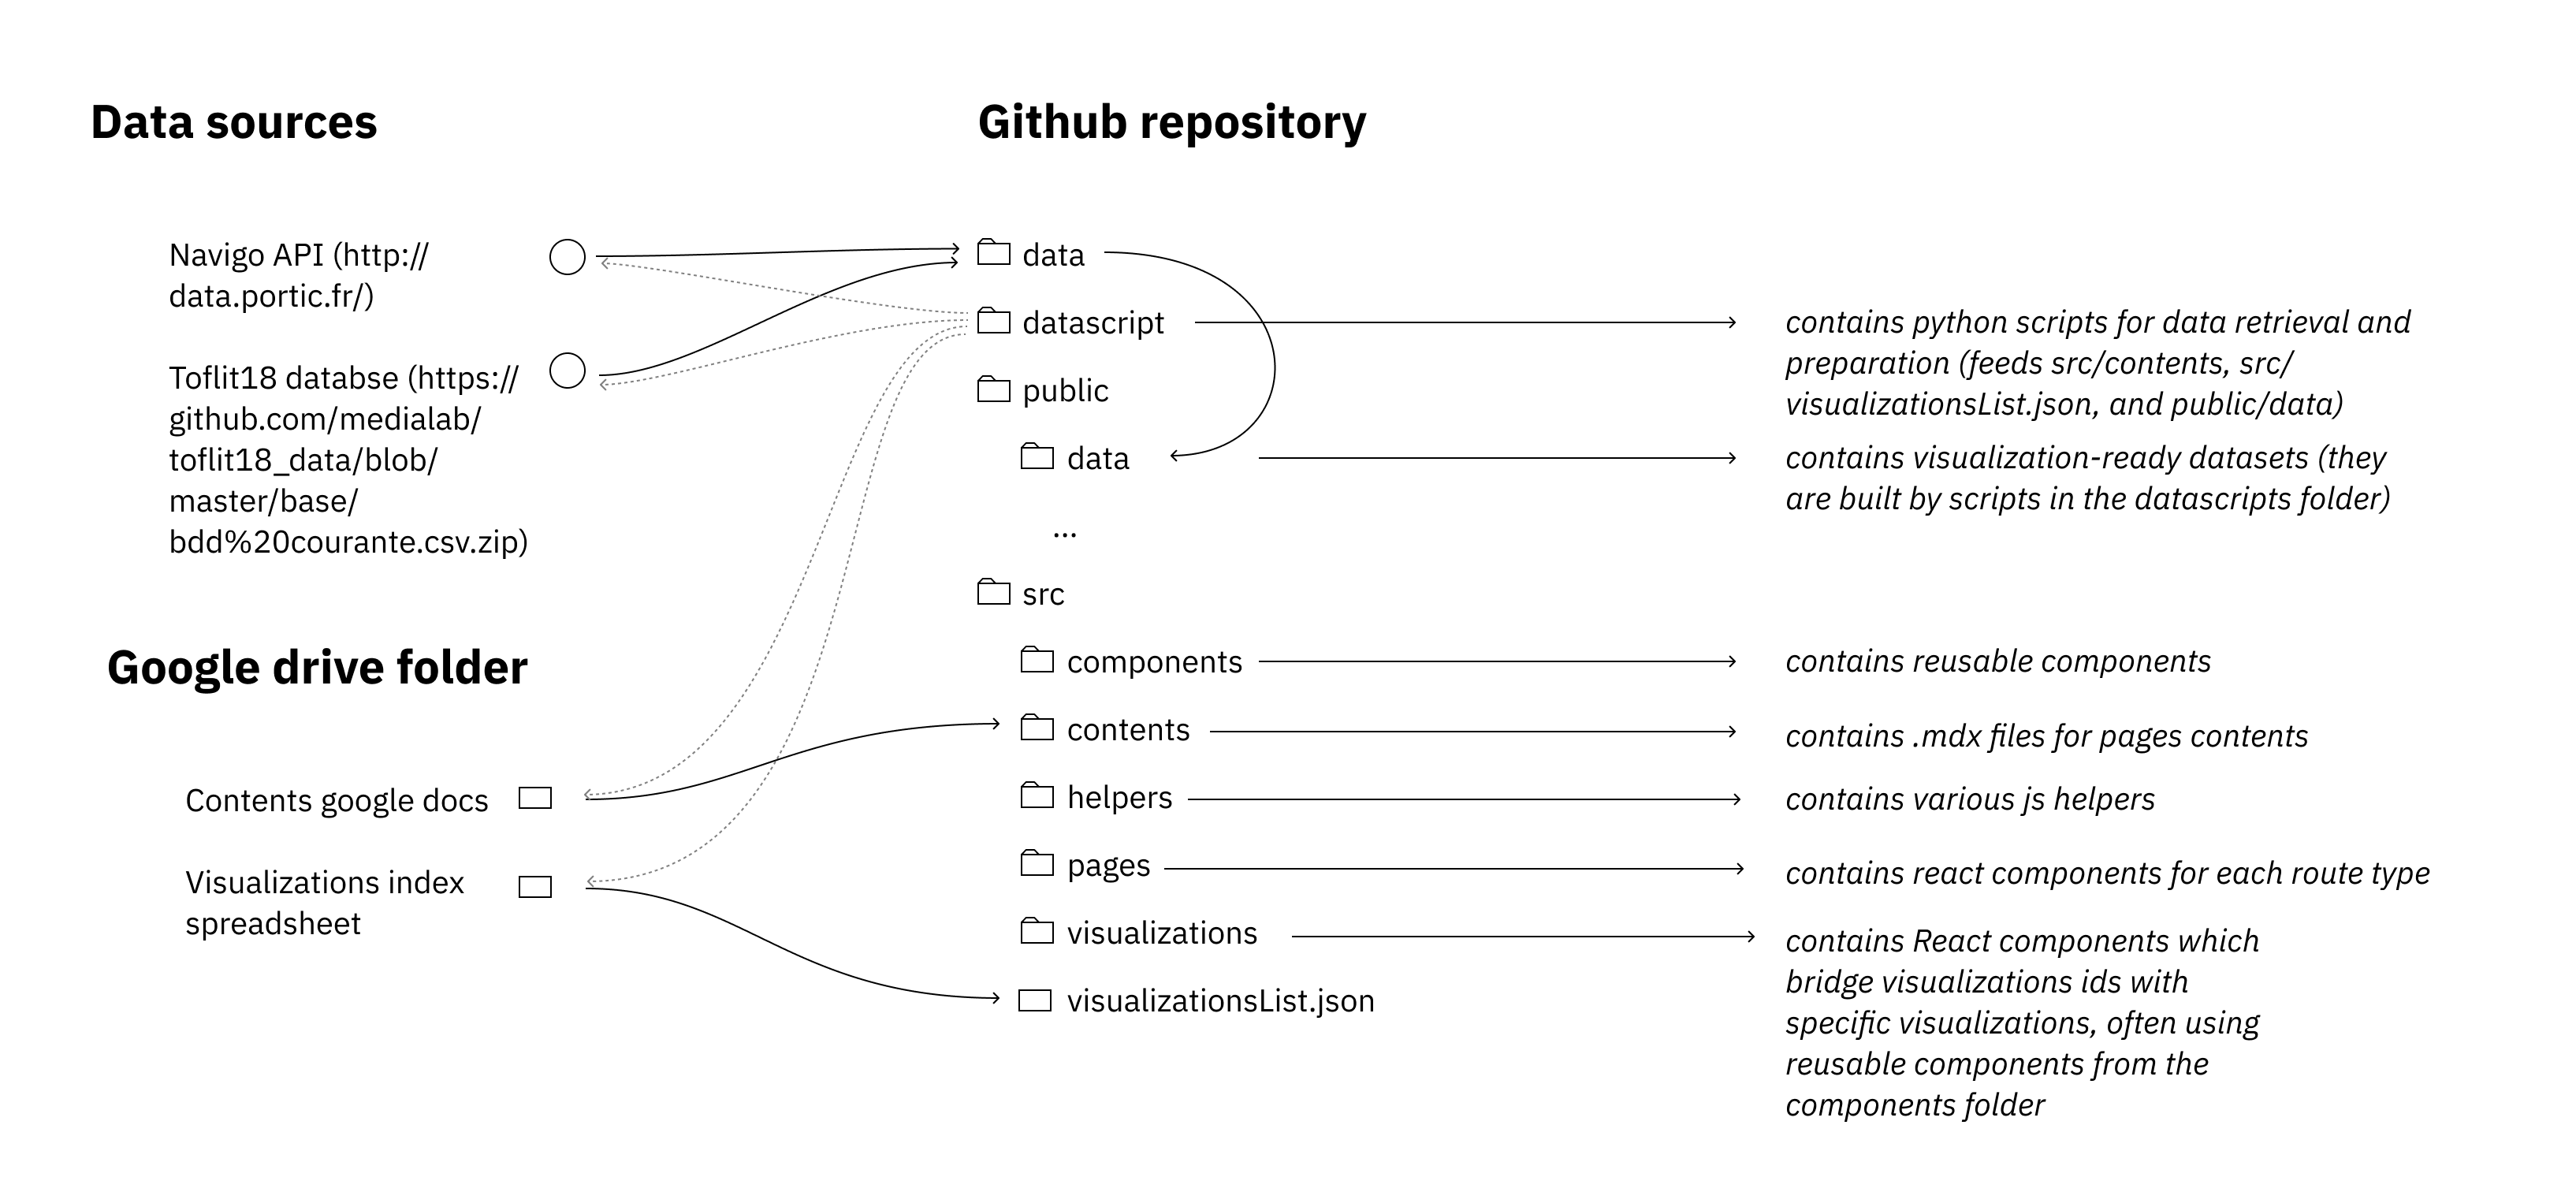 Data sources
Navigo API (http://
data.portic.fr/)
Toflit18 databse (https://
github.com/medialab/
toflit18_data/blob/
master/base/
bdd%20courante.csv.zip)
Google drive folder
Contents google docs
Visualizations index
spreadsheet
Github repository
data
datascript
contains python scripts for data retrieval and
preparation (feeds src/contents, src/
visualizationsList.json, and public/data)
public
data
contains visualization-ready datasets (they
are built by scripts in the datascripts folder)
...
src
components
contains reusable components
contents
contains .mdx files for pages contents
helpers
contains various js helpers
pages
contains react components for each route type
visualizations
contains React components which
bridge visualizations ids with
specific visualizations, often using
reusable components from the
components folder
visualizationsList.json